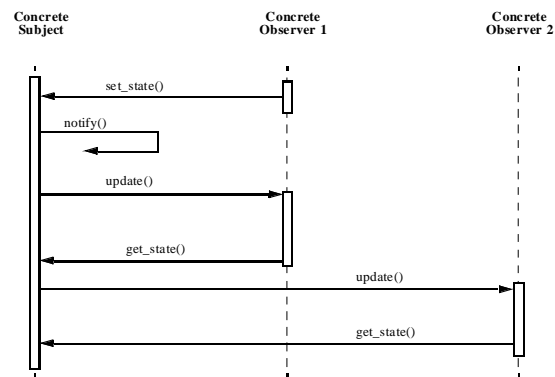 Concrete
Subject
Concrete
Observer 1
Concrete
Observer 2
set_state()
notify()
update()
get_state()
update()
get_state()